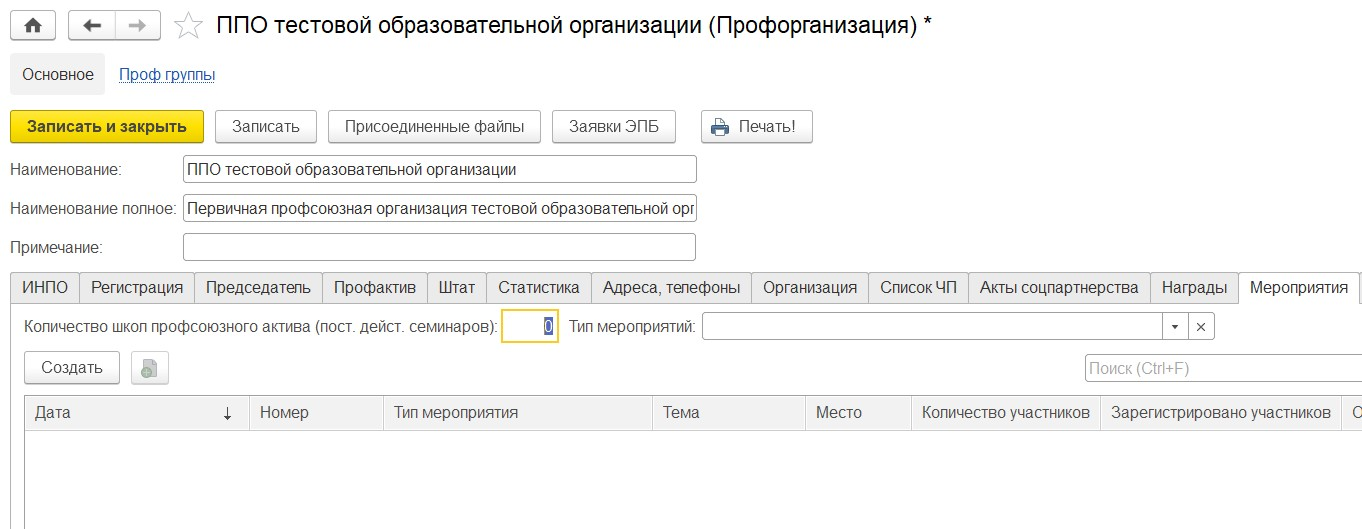 ППО тестовой образовательной организации (Профорганизация) *
Основное Проф группы
Записать и закрыть Записать Присоединенные файлы Заявки ЭПБ Печать!
Наименование: ППО тестовой образовательной организации
Наименование полное: Первичная профсоюзная организация тестовой образовательной орг
Примечание:
ИНПО Регистрация Председатель Профактив Штат Статистика Адреса, телефоны Организация Список ЧП Акты соцпартнерства Награды Мероприятия
Количество школ профсоюзного актива (пост. дейст. семинаров): 0 Тип мероприятий:
Создать Поиск (Ctrl+F)
Дата ↓ Номер Тип мероприятия Тема Место Количество участников Зарегистрировано участников О